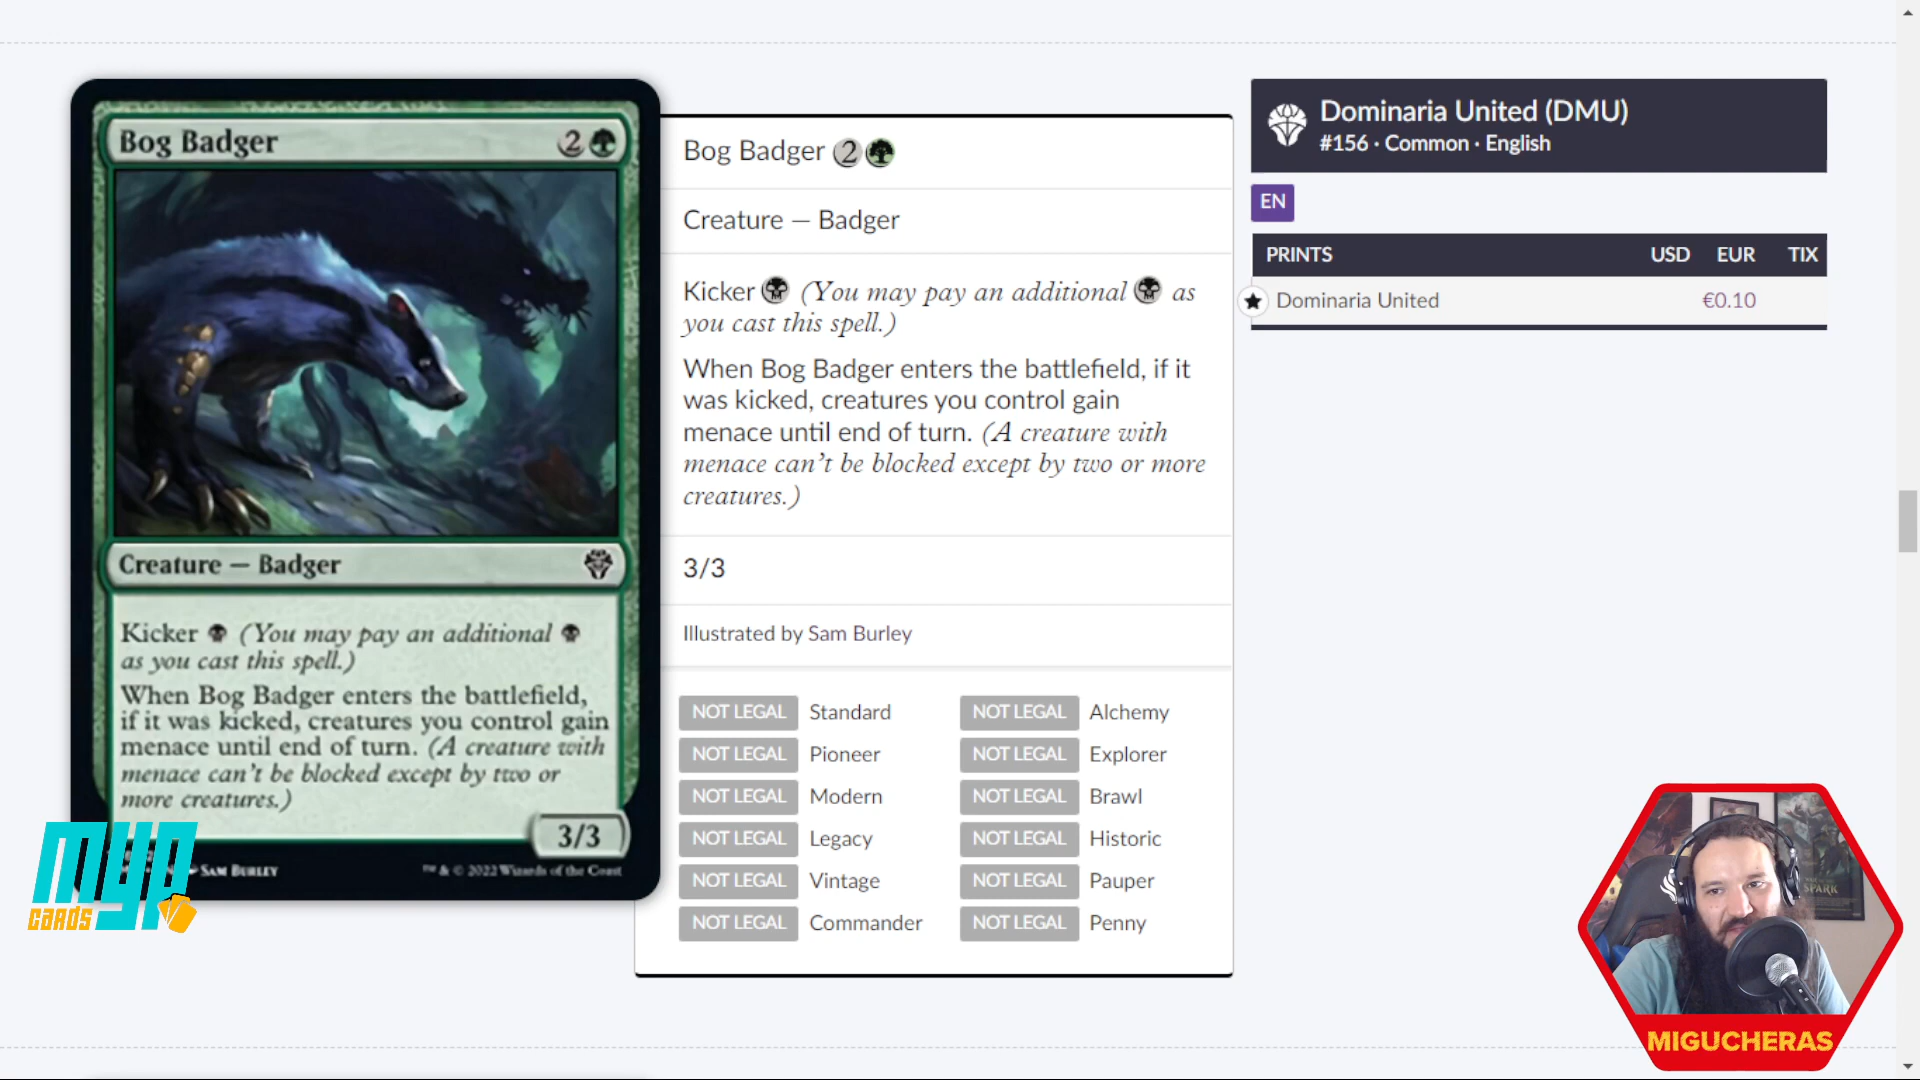 Bog Badger 2
Creature — Badger
Kicker (You may pay an additional
as you cast this spell.)
When Bog Badger enters the battlefield,
if it was kicked, creatures you control gain
menace until end of turn. (A creature with
menace can't be blocked except by two or
more creatures.)
3/3
SAM BURLEY
™ & © 2022 Wizards of the Coast
MYP
CARDS
Bog Badger 2
Creature — Badger
Kicker (You may pay an additional as
you cast this spell.)
When Bog Badger enters the battlefield, if it
was kicked, creatures you control gain
menace until end of turn. (A creature with
menace can't be blocked except by two or more
creatures.)
3/3
Illustrated by Sam Burley
NOT LEGAL Standard NOT LEGAL Alchemy
NOT LEGAL Pioneer NOT LEGAL Explorer
NOT LEGAL Modern NOT LEGAL Brawl
NOT LEGAL Legacy NOT LEGAL Historic
NOT LEGAL Vintage NOT LEGAL Pauper
NOT LEGAL Commander NOT LEGAL Penny
Dominaria United (DMU)
#156 · Common · English
EN
PRINTS USD EUR TIX
Dominaria United €0.10
SPARK
MIGUCHERAS